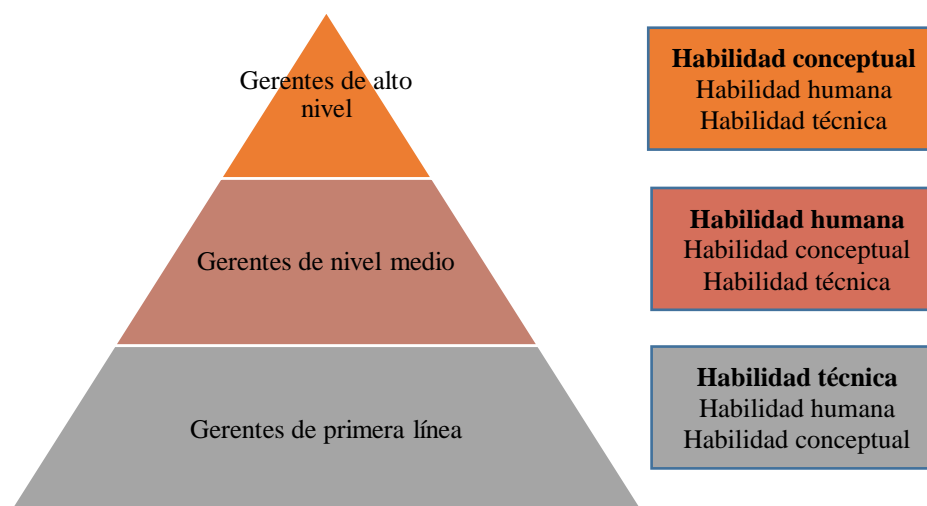 Gerentes de alto
nivel
Habilidad conceptual
Habilidad humana
Habilidad técnica
Gerentes de nivel medio
Habilidad humana
Habilidad conceptual
Habilidad técnica
Gerentes de primera línea
Habilidad técnica
Habilidad humana
Habilidad conceptual